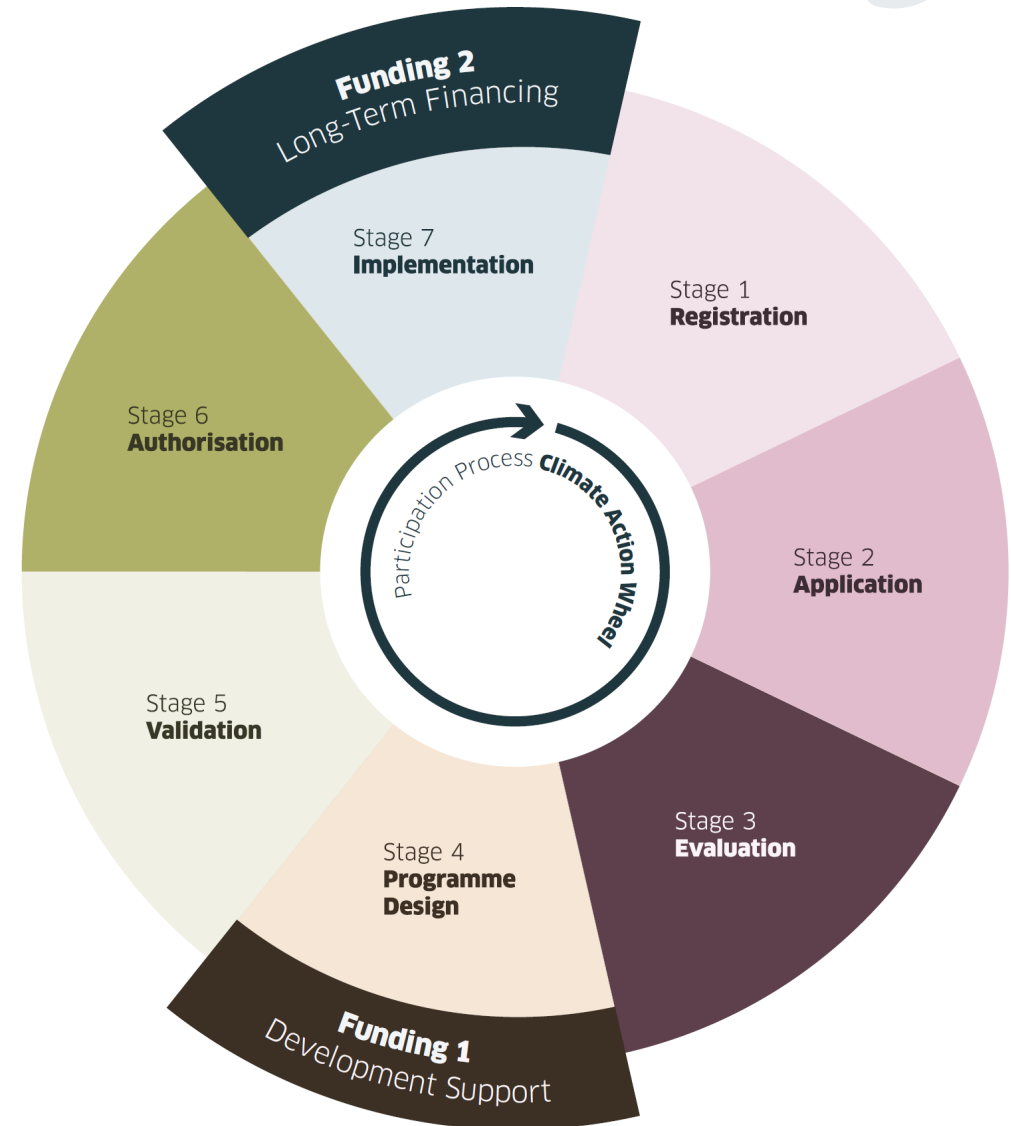 Funding 2
Long-Term Financing
Stage 7
Implementation
Stage 1
Registration
Stage 2
Application
Stage 3
Evaluation
Stage 4
Programme
Design
Funding 1
Development Support
Stage 5
Validation
Stage 6
Authorisation
Participation Process Climate Action Wheel